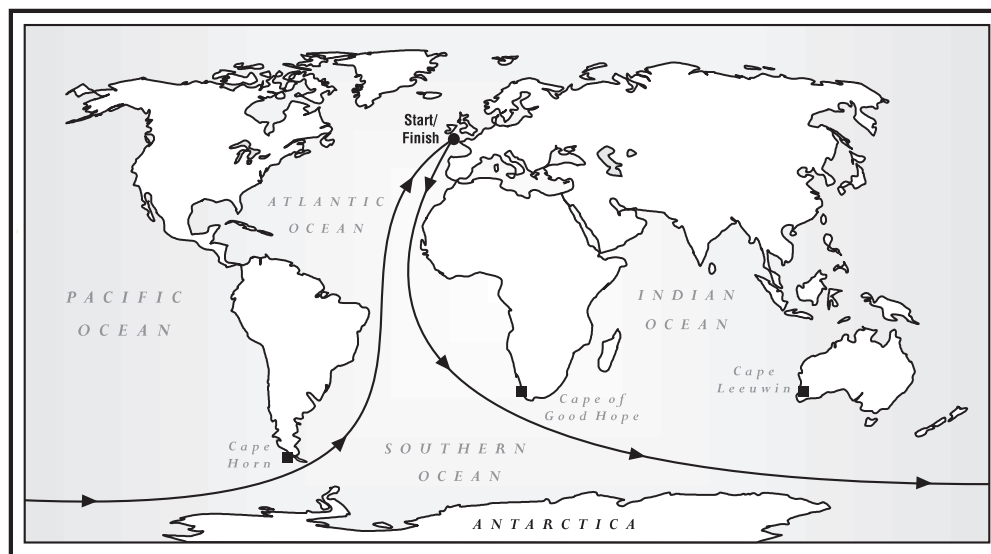 Start/
Finish
ATLANTIC
OCEAN
PACIFIC
OCEAN
INDIAN
OCEAN
Cape
Leeuwin
Cape of
Good Hope
Cape
Horn
SOUTHERN
OCEAN
ANTARCTICA